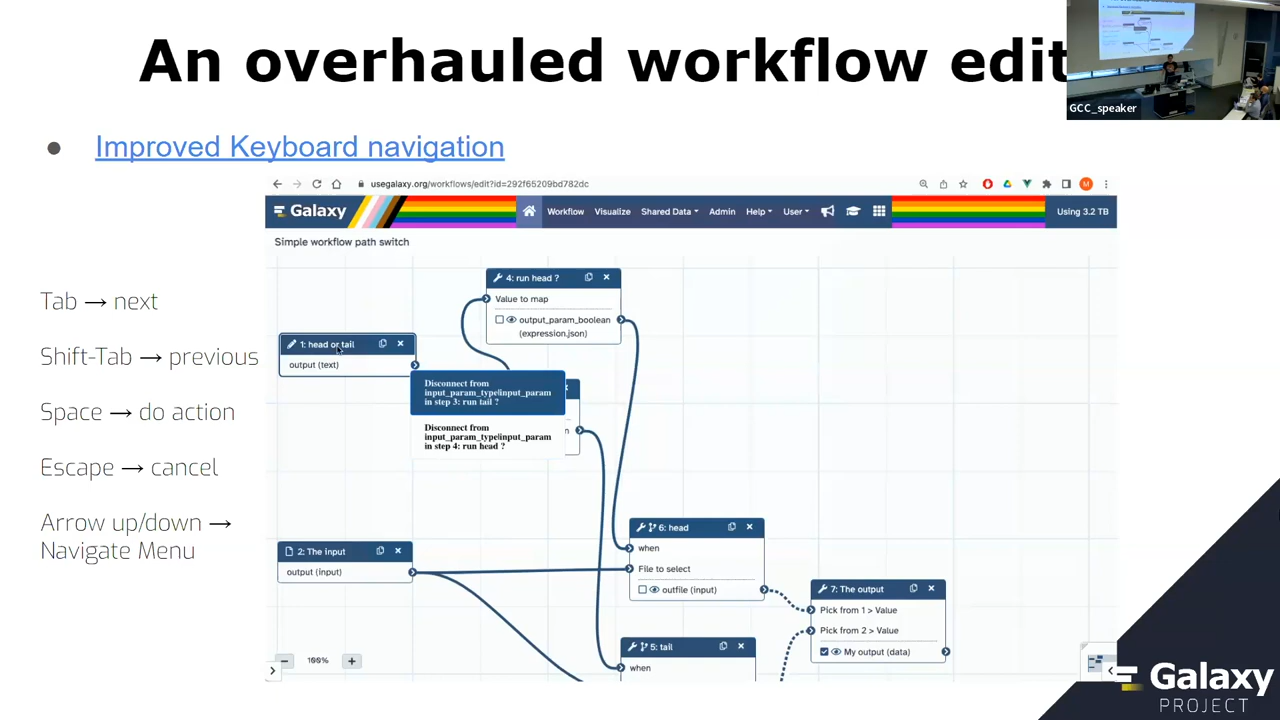 An overhauled workflow edit
GCC_speaker
● Improved Keyboard navigation
usegalaxy.org/workflows/edit?id=292f65209bd782dc
M
Galaxy
Workflow Visualize Shared Data Admin Help User
Using 3.2 TB
Simple workflow path switch
Tab → next
Shift-Tab → previous
Space → do action
Escape → cancel
Arrow up/down →
Navigate Menu
4: run head ?
Value to map
output_param_boolean
(expression.json)
1: head or tail
output (text)
Disconnect from
input_param_type|input_param
in step 3: run tail ?
Disconnect from
input_param_type|input_param
in step 4: run head ?
n
6: head
when
File to select
outfile (input)
2: The input
output (input)
7: The output
Pick from 1 > Value
Pick from 2 > Value
My output (data)
5: tail
when
100%
Galaxy
PROJECT